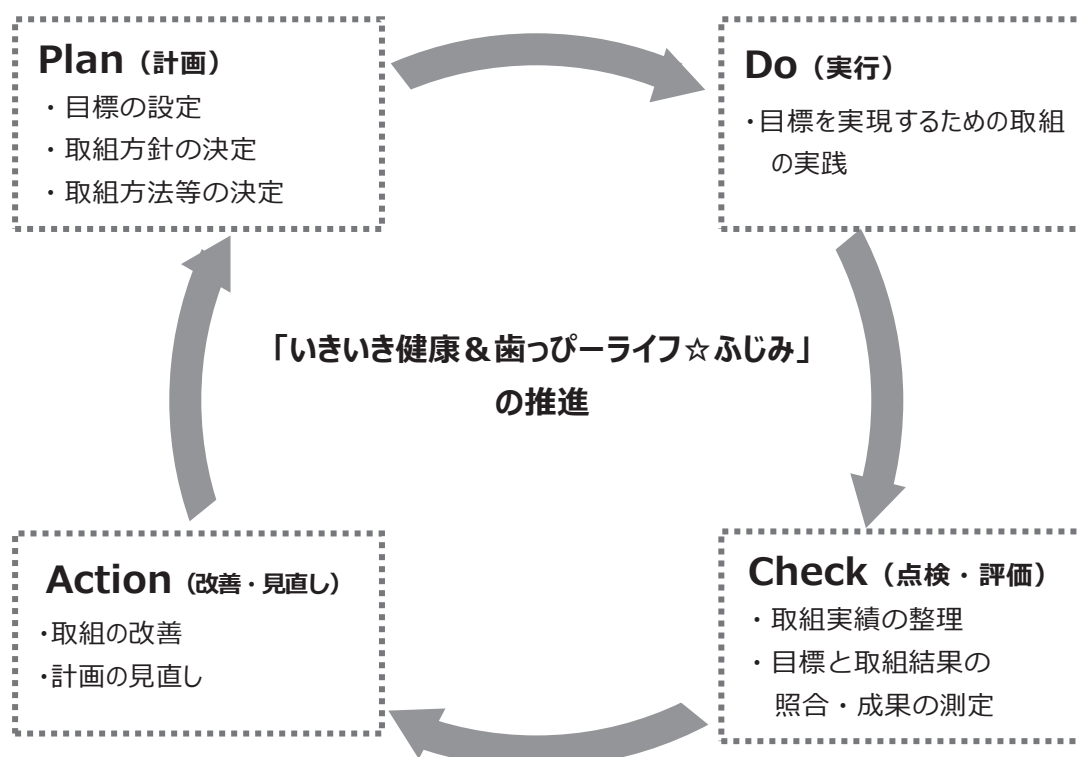 Plan（計画）
・目標の設定
・取組方針の決定
・取組方法等の決定
Do（実行）
・目標を実現するための取組
の実践
「いきいき健康＆歯っぴーライフ☆ふじみ」
の推進
Action（改善・見直し）
・取組の改善
・計画の見直し
Check（点検・評価）
・取組実績の整理
・目標と取組結果の
照合・成果の測定